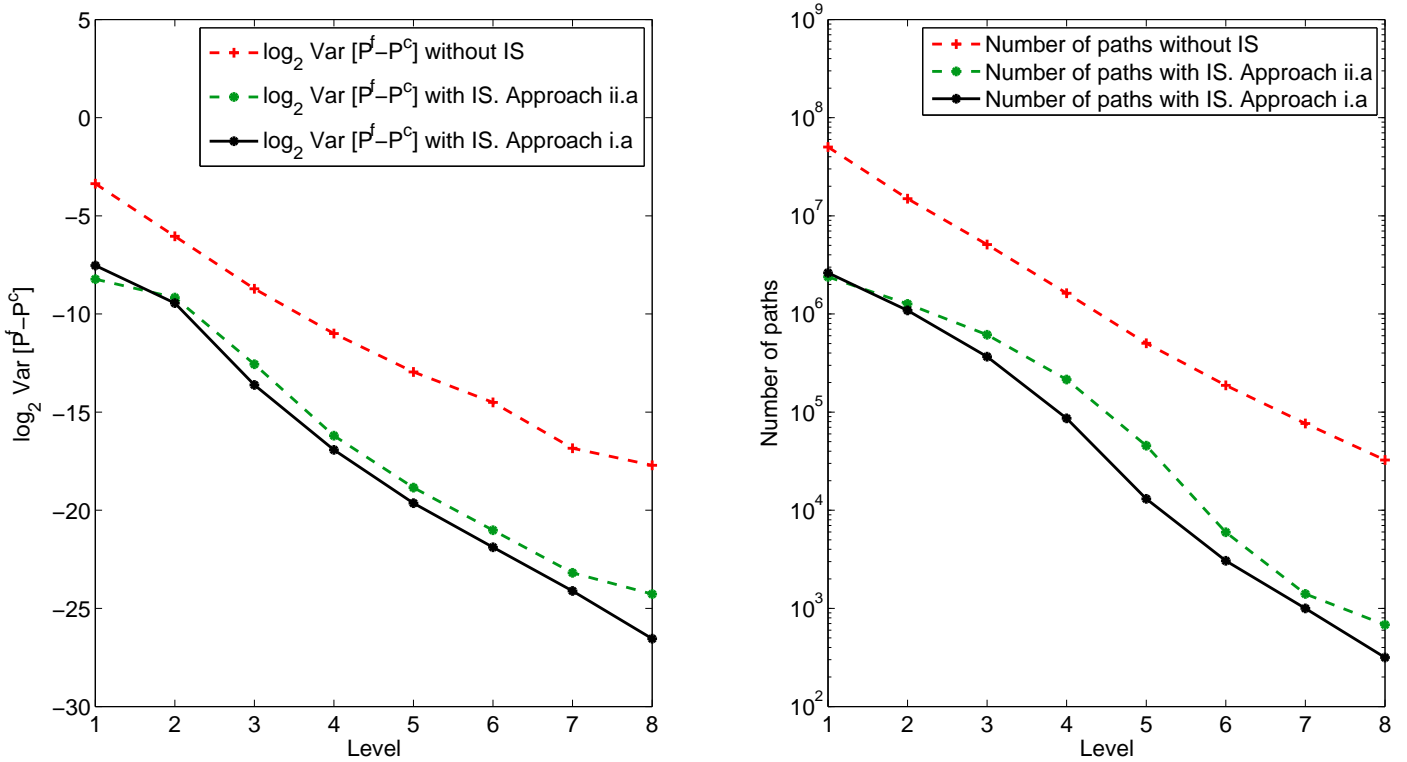 5
0
−5
−10
−15
−20
−25
−30
log2 Var [Pf−Pc]
log2 Var [Pf−Pc] without IS
log2 Var [Pf−Pc] with IS. Approach ii.a
log2 Var [Pf−Pc] with IS. Approach i.a
1 2 3 4 5 6 7 8
Level
10^9
10^8
10^7
10^6
10^5
10^4
10^3
10^2
Number of paths
Number of paths without IS
Number of paths with IS. Approach ii.a
Number of paths with IS. Approach i.a
1 2 3 4 5 6 7 8
Level